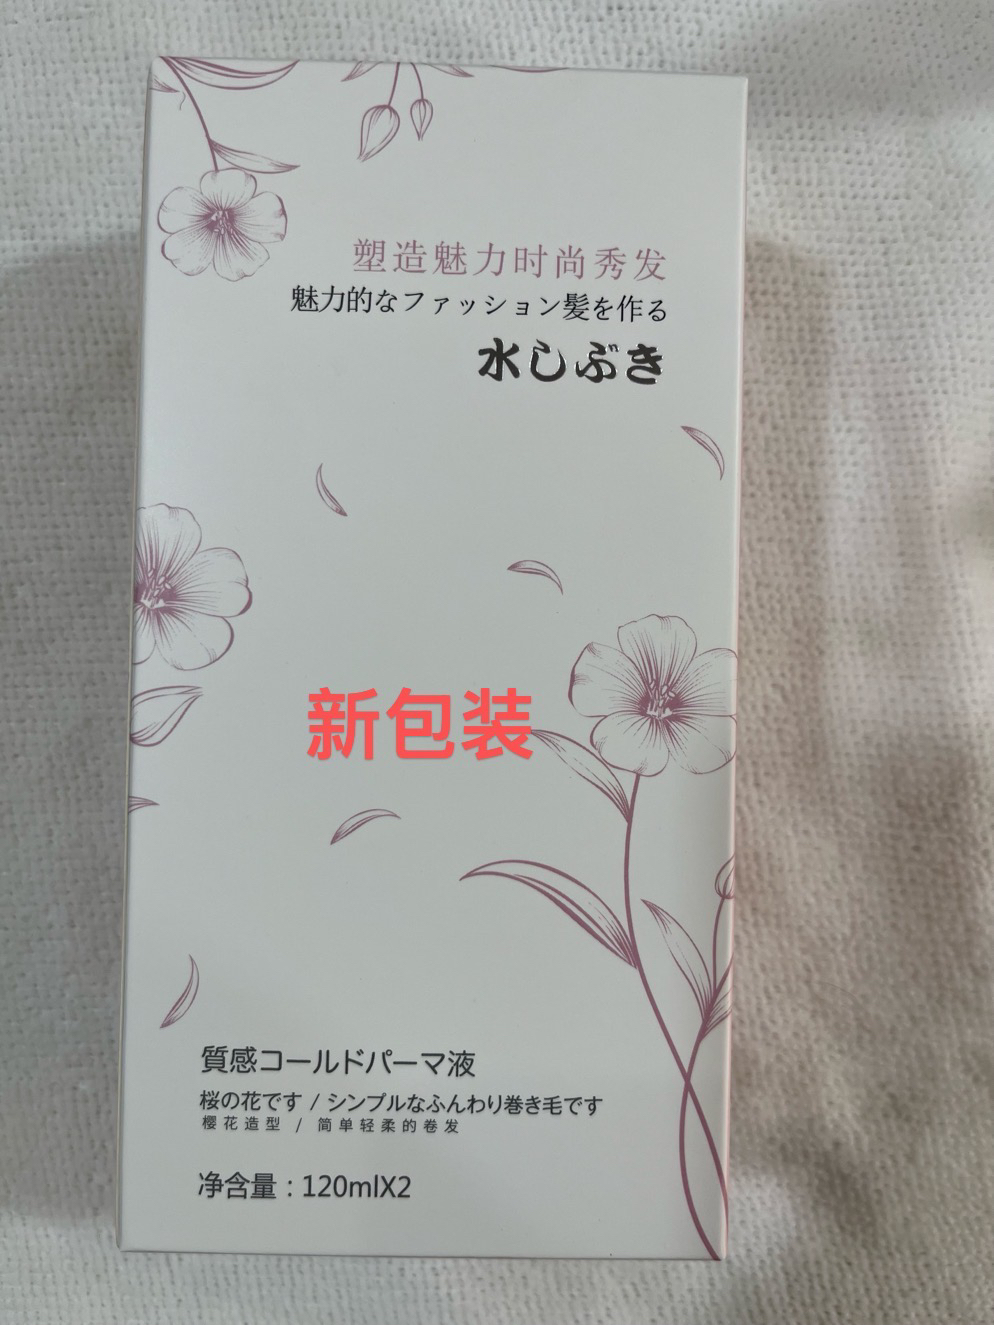 塑造魅力时尚秀发
魅力的なファッション髪を作る
水しぶき
新包装
質感コールドパーマ液
桜の花です / シンプルなふんわり巻き毛です
樱花造型 / 简单轻柔的卷发
净含量：120mlX2